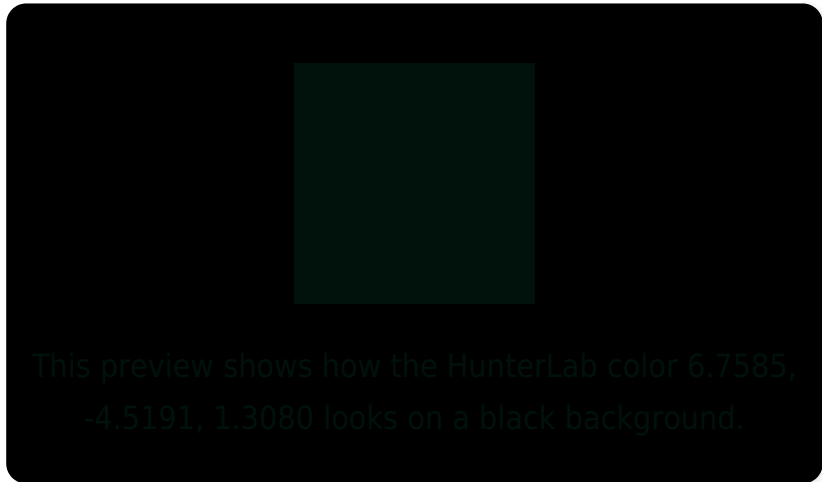 This preview shows how the HunterLab color 6.7585,
-4.5191, 1.3080 looks on a black background.